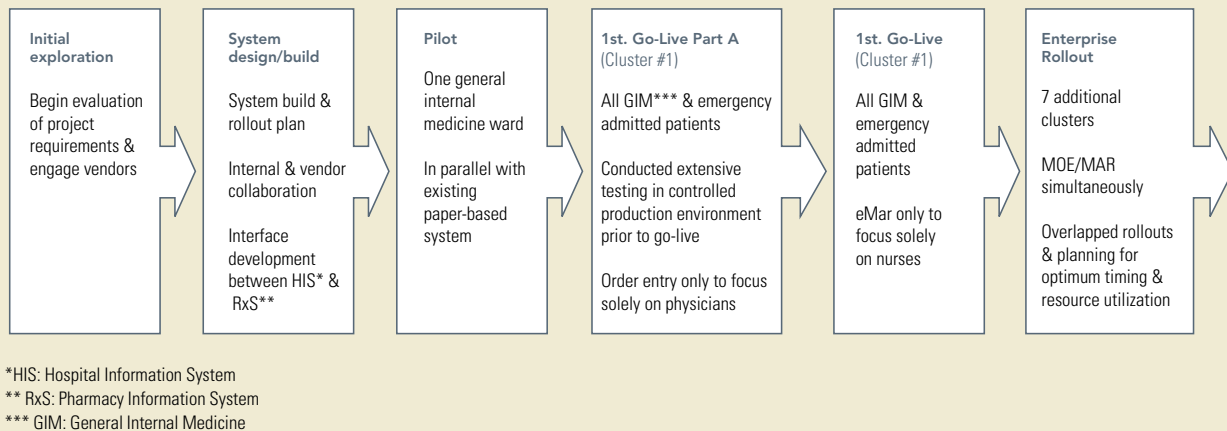 Initial
exploration
Begin evaluation
of project
requirements &
engage vendors
System
design/build
System build &
rollout plan
Internal & vendor
collaboration
Interface
development
between HIS* &
RxS**
Pilot
One general
internal
medicine ward
In parallel with
existing
paper-based
system
1st. Go-Live Part A
(Cluster #1)
All GIM*** & emergency
admitted patients
Conducted extensive
testing in controlled
production environment
prior to go-live
Order entry only to focus
solely on physicians
1st. Go-Live
(Cluster #1)
All GIM &
emergency
admitted
patients
eMar only to
focus solely
on nurses
Enterprise
Rollout
7 additional
clusters
MOE/MAR
simultaneously
Overlapped rollouts
& planning for
optimum timing &
resource utilization
*HIS: Hospital Information System
** RxS: Pharmacy Information System
*** GIM: General Internal Medicine